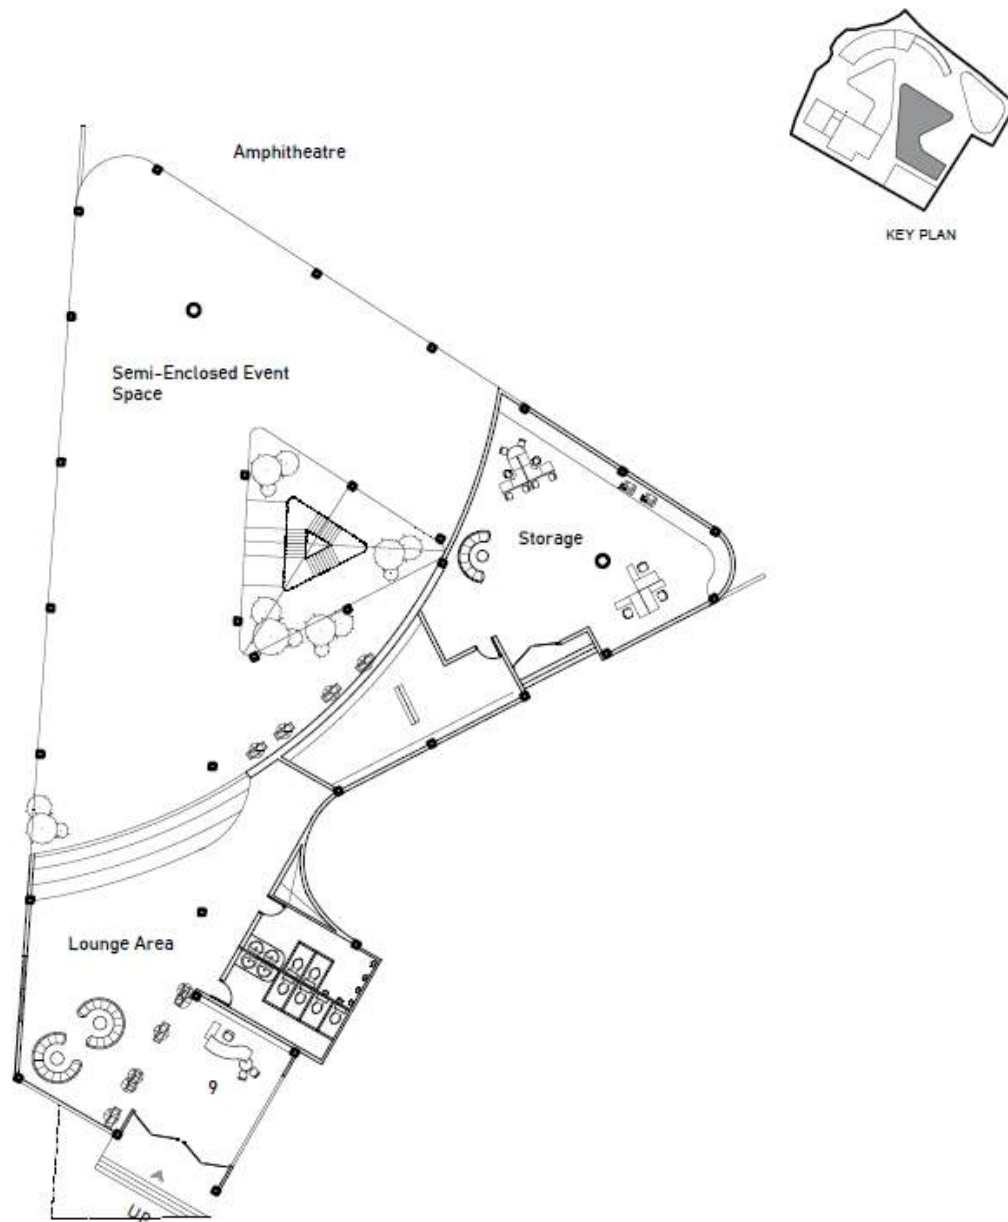 Amphitheatre
KEY PLAN
Semi-Enclosed Event
Space
Storage
Lounge Area
9
UP